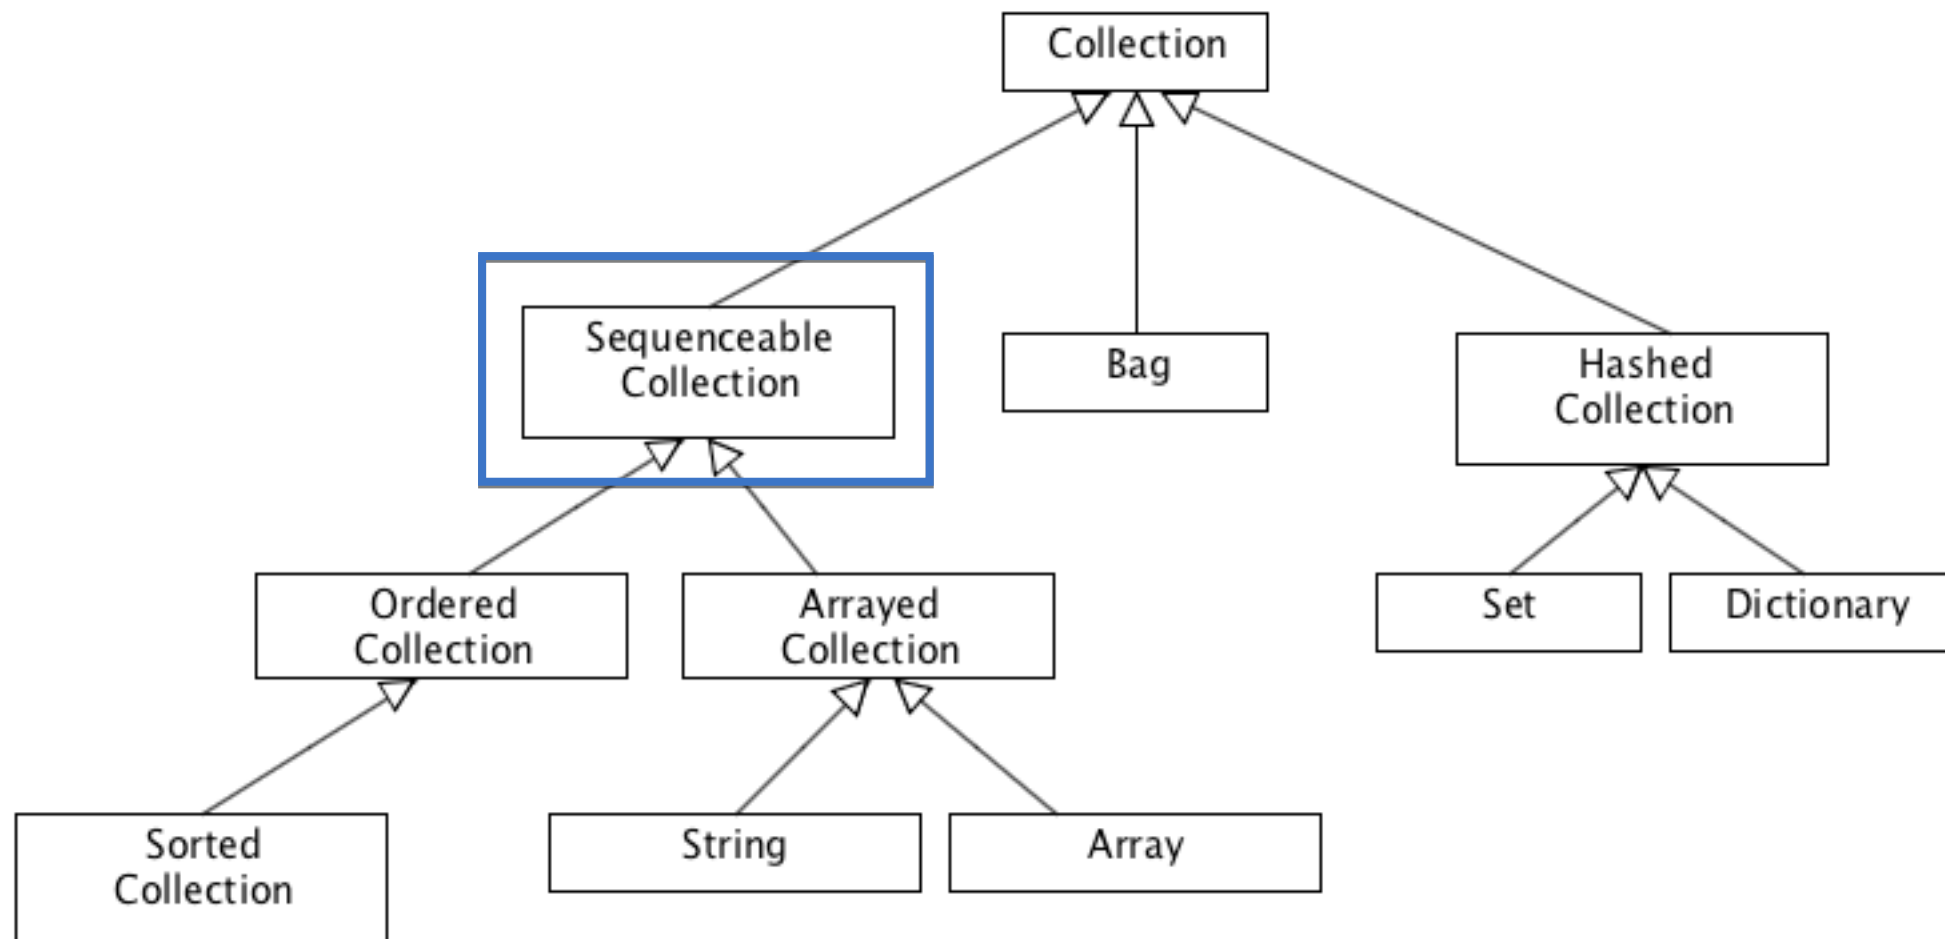 Collection
Sequenceable
Collection
Bag
Hashed
Collection
Ordered
Collection
Arrayed
Collection
Set
Dictionary
Sorted
Collection
String
Array